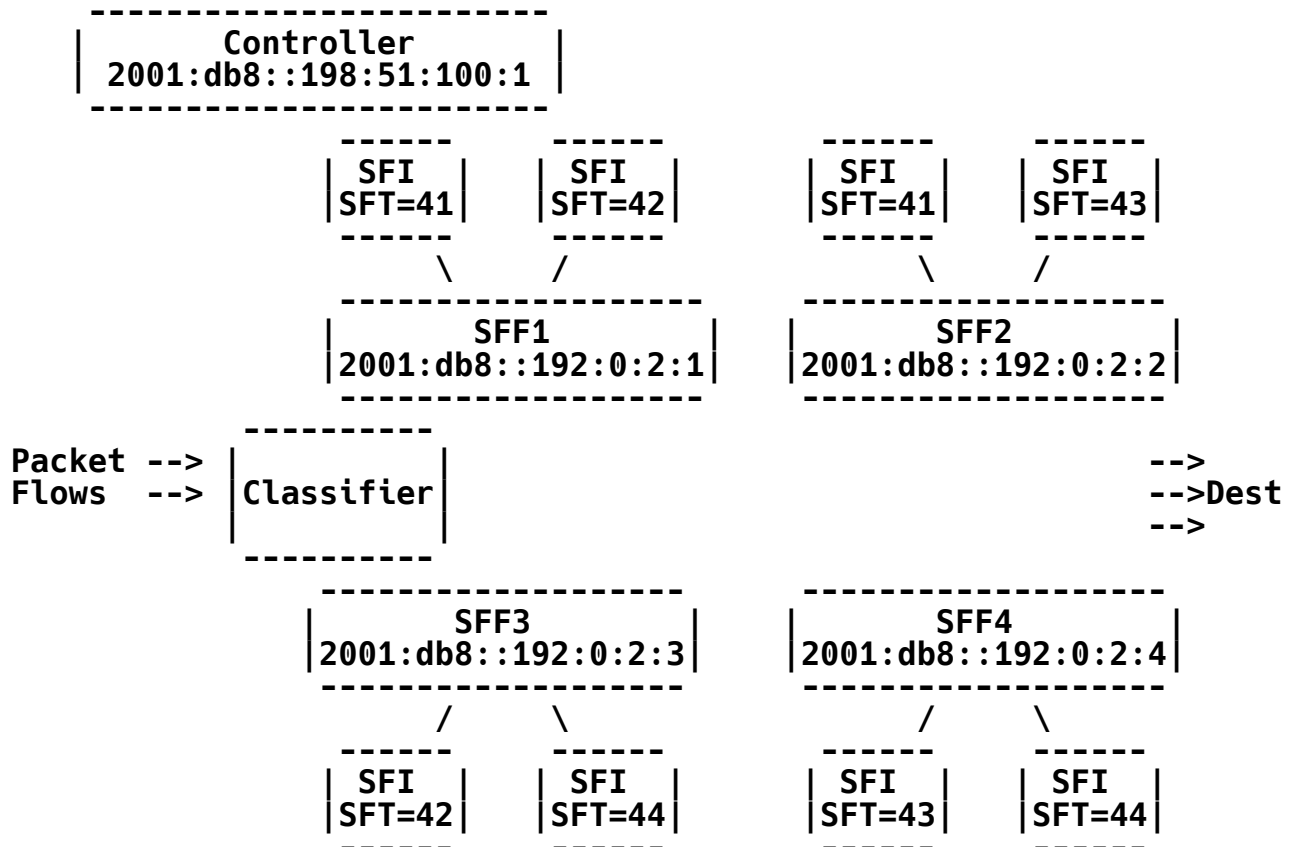 Controller
2001:db8::198:51:100:1
SFI SFI SFI SFI
SFT=41 SFT=42 SFT=41 SFT=43
SFF1 SFF2
2001:db8::192:0:2:1 2001:db8::192:0:2:2
Packet -->  -->
Flows --> Classifier -->Dest
-->
SFF3 SFF4
2001:db8::192:0:2:3 2001:db8::192:0:2:4
SFI SFI SFI SFI
SFT=42 SFT=44 SFT=43 SFT=44